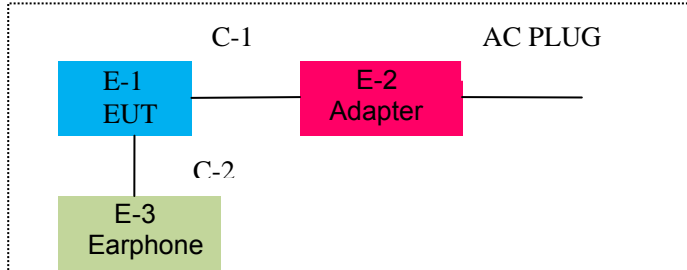 C-1
AC PLUG
E-1
EUT
E-2
Adapter
C-2
E-3
Earphone